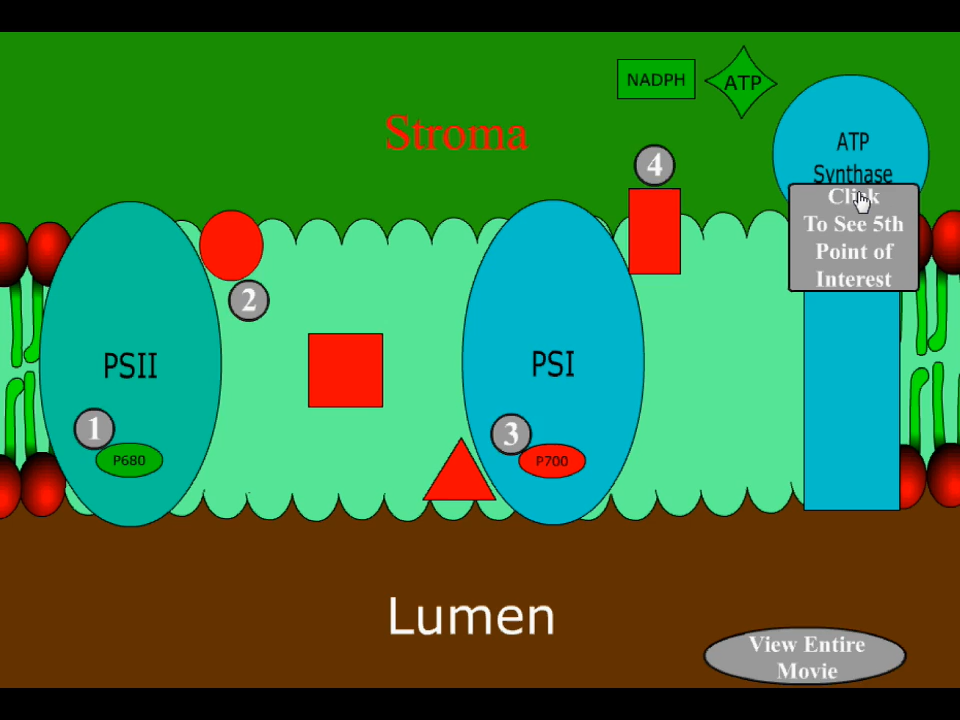 NADPH
ATP
Stroma
ATP
Synthase
4
Click
To See 5th
Point of
Interest
2
PSII
PSI
1
3
P680
P700
Lumen
View Entire
Movie